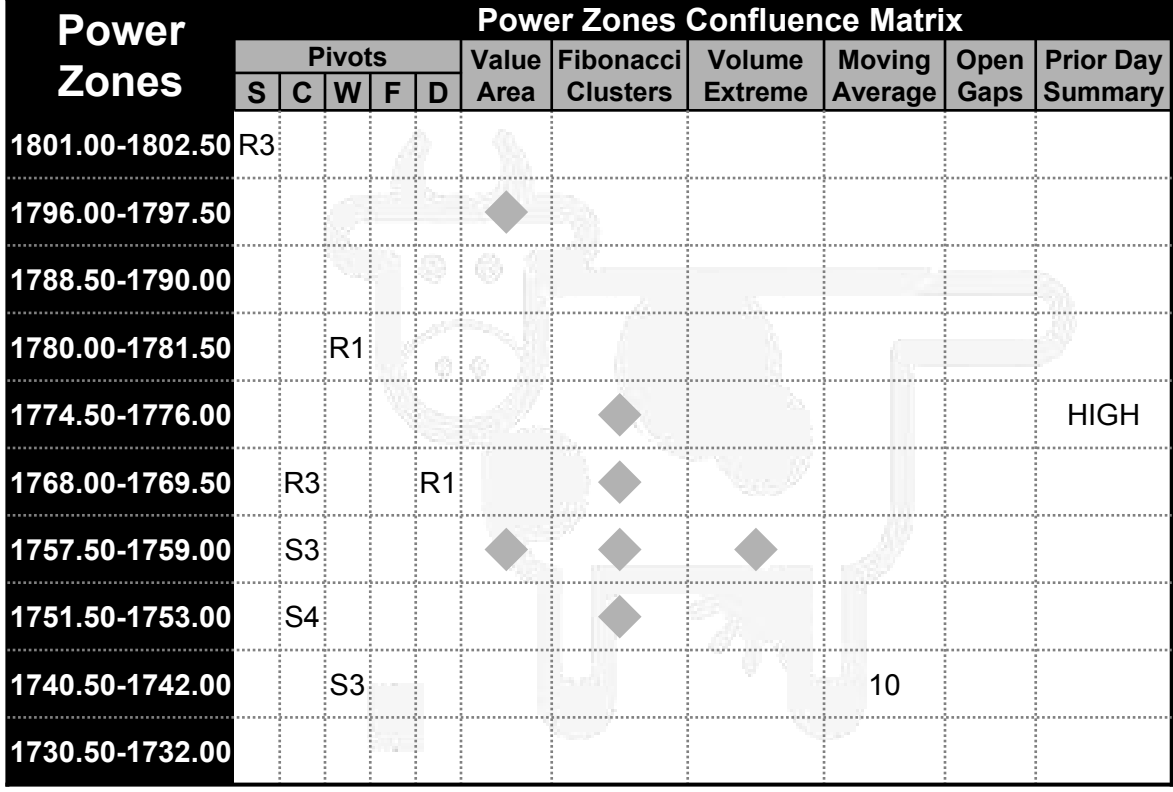 Power Zones
Power Zones Confluence Matrix
Pivots
S C W F D
Value Area
Fibonacci Clusters
Volume Extreme
Moving Average
Open Gaps
Prior Day Summary
1801.00-1802.50 R3
1796.00-1797.50
1788.50-1790.00
1780.00-1781.50 R1
1774.50-1776.00 HIGH
1768.00-1769.50 R3 R1
1757.50-1759.00 S3
1751.50-1753.00 S4
1740.50-1742.00 S3 10
1730.50-1732.00